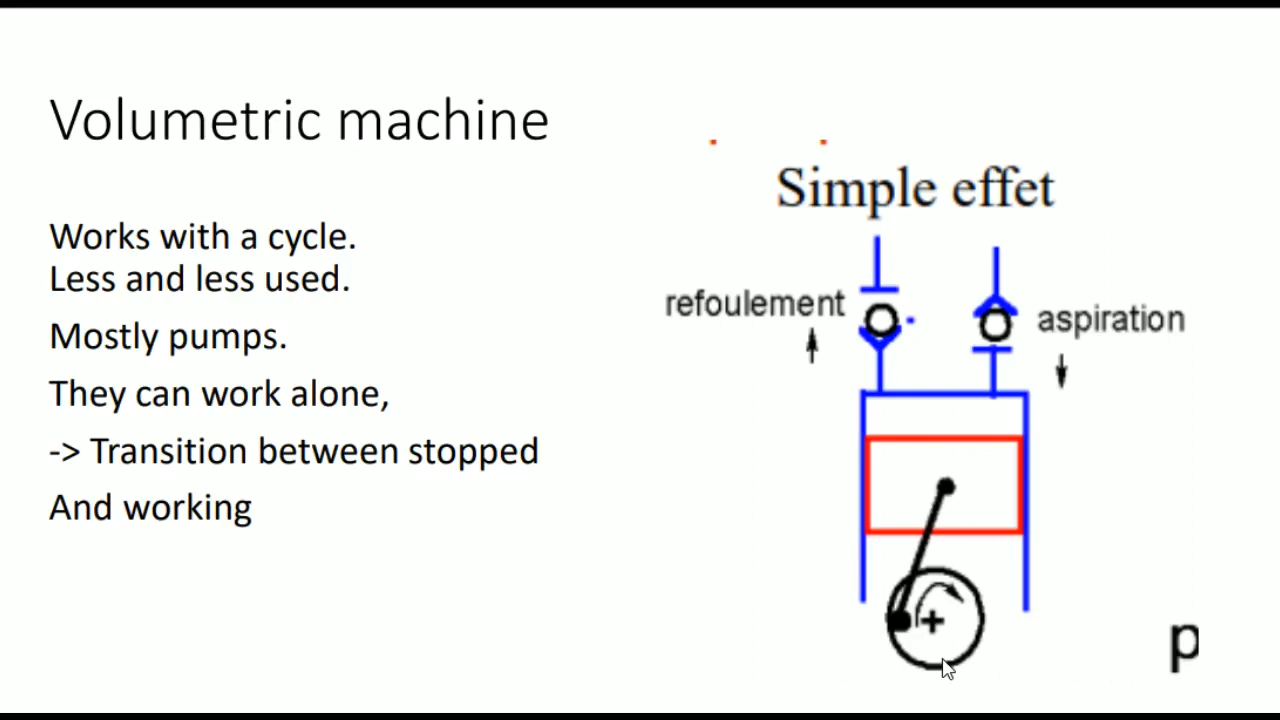 Volumetric machine
Works with a cycle.
Less and less used.
Mostly pumps.
They can work alone,
-> Transition between stopped
And working
Simple effet
refoulement
aspiration
p